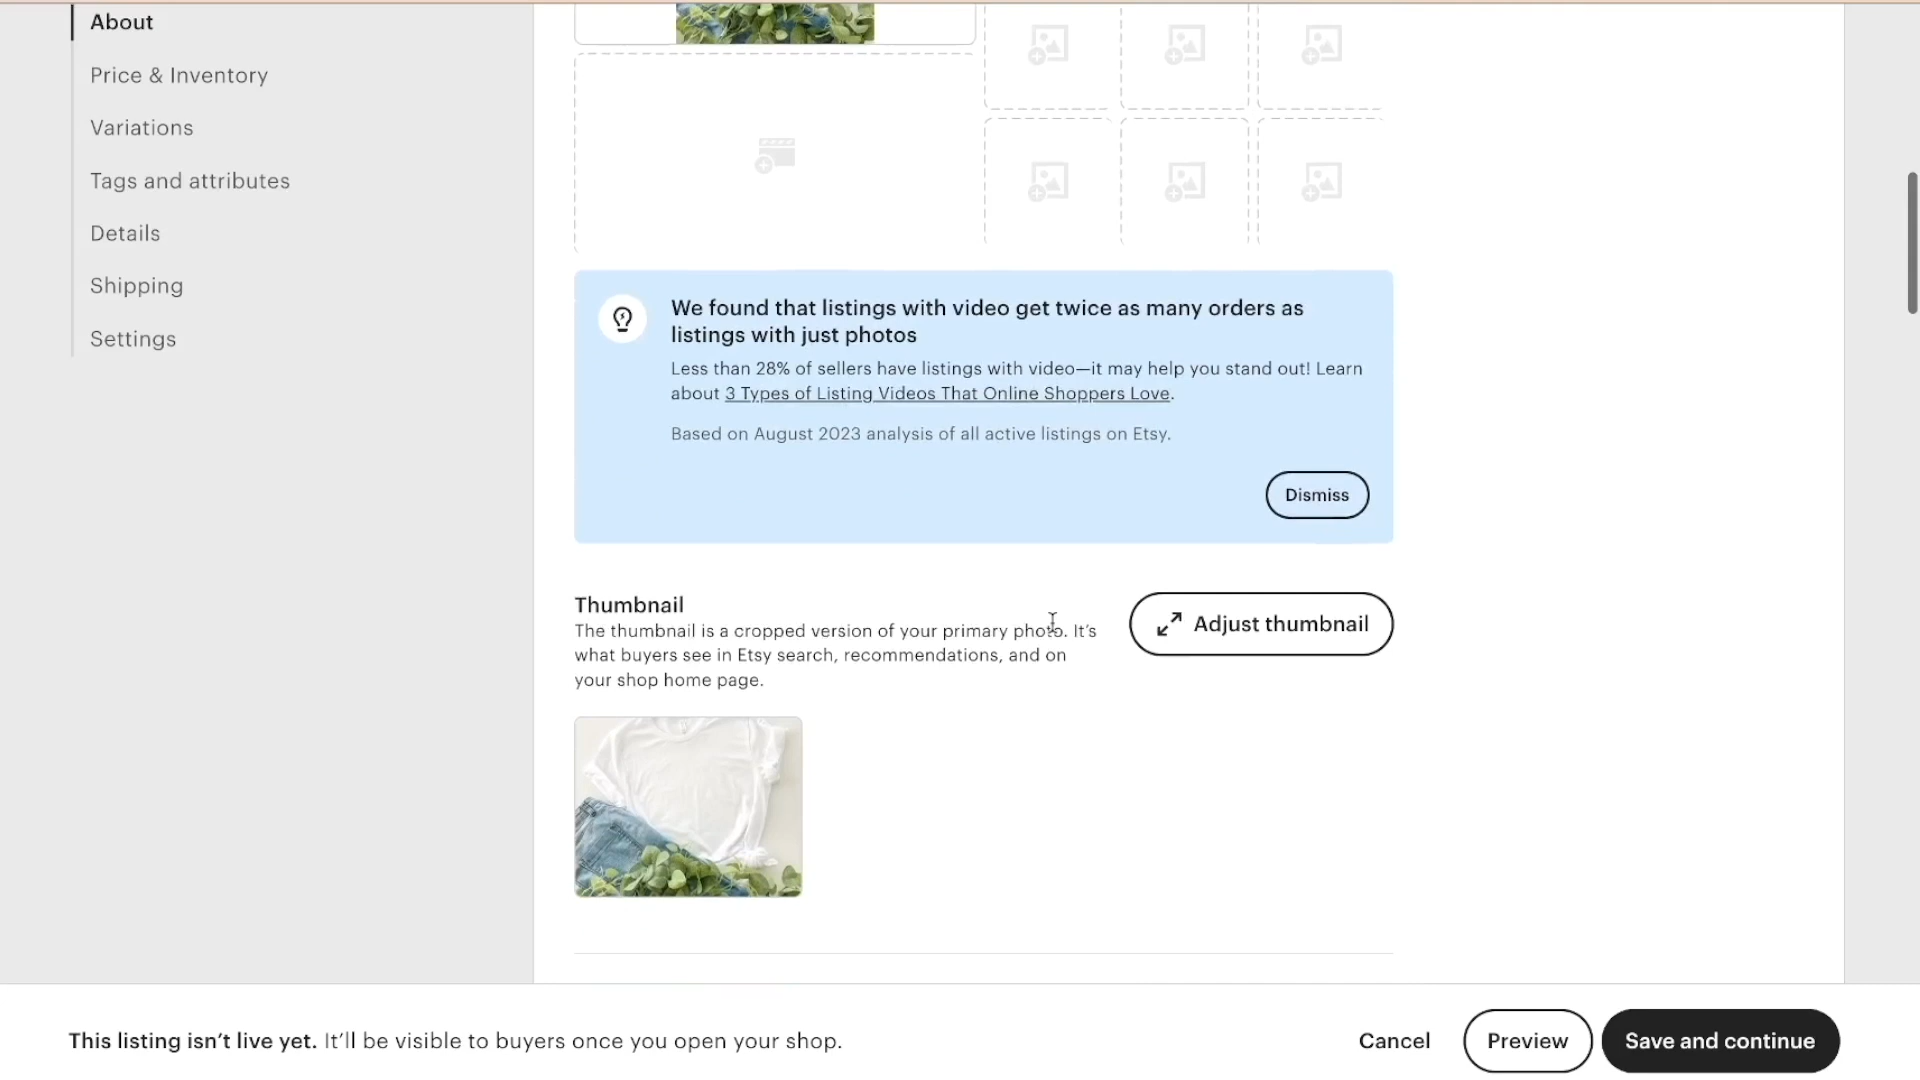 About
Price & Inventory
Variations
Tags and attributes
Details
Shipping
Settings
We found that listings with video get twice as many orders as
listings with just photos
Less than 28% of sellers have listings with video—it may help you stand out! Learn
about 3 Types of Listing Videos That Online Shoppers Love.
Based on August 2023 analysis of all active listings on Etsy.
Dismiss
Thumbnail
The thumbnail is a cropped version of your primary photo. It’s
what buyers see in Etsy search, recommendations, and on
your shop home page.
Adjust thumbnail
This listing isn’t live yet. It’ll be visible to buyers once you open your shop.
Cancel
Preview
Save and continue